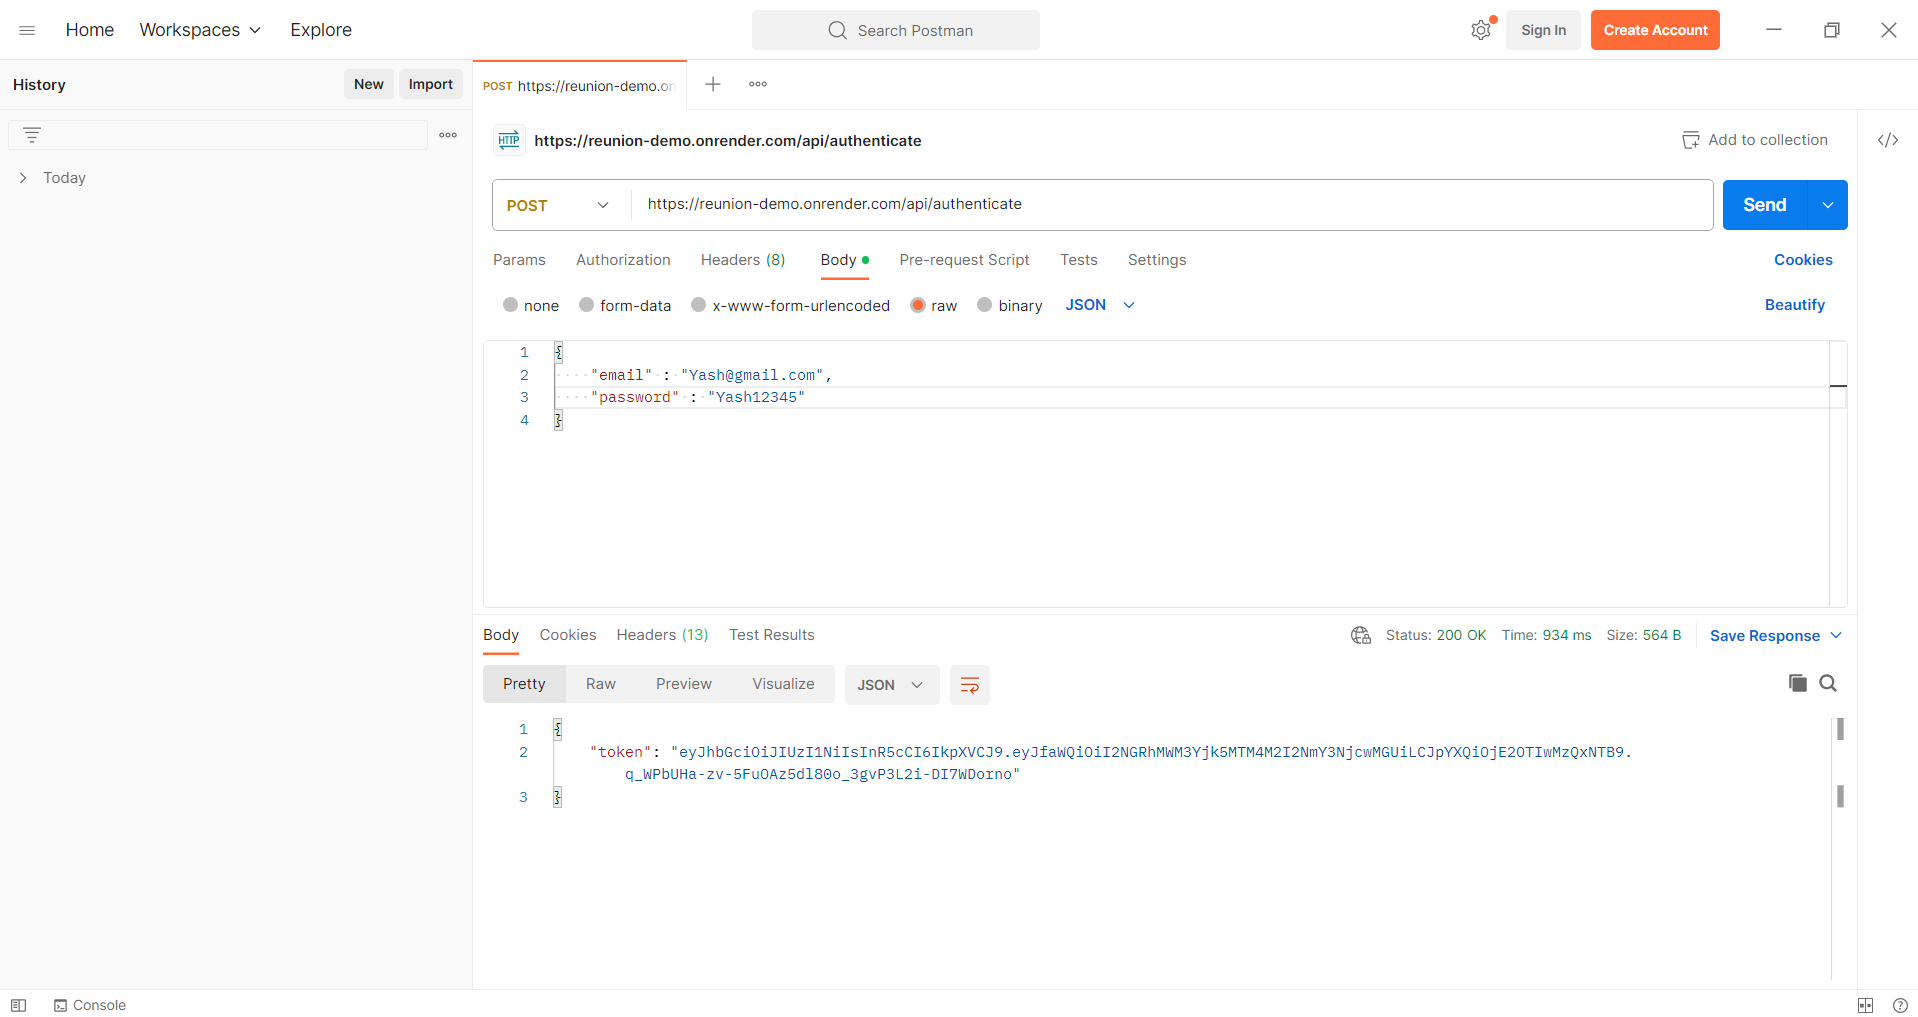 Home Workspaces Explore Search Postman Sign In Create Account
History New Import
POST https://reunion-demo.on
HTTP https://reunion-demo.onrender.com/api/authenticate Add to collection </>
Today
POST https://reunion-demo.onrender.com/api/authenticate Send
Params Authorization Headers (8) Body Pre-request Script Tests Settings Cookies
none form-data x-www-form-urlencoded raw binary JSON Beautify
1 {
2 "email" : "Yash@gmail.com",
3 "password" : "Yash12345"
4 }
Body Cookies Headers (13) Test Results Status: 200 OK Time: 934 ms Size: 564 B Save Response
Pretty Raw Preview Visualize JSON
1 {
2 "token": "eyJhbGciOiJIUzI1NiIsInR5cCI6IkpXVCJ9.eyJfaWQiOiI2NGRhMWM3Yjk5MTM4M2I2NmY3NjcwMGUiLCJpYXQiOjE2OTIwMzQxNTB9.
q_WPbUHa-zv-5FuOAz5dl80o_3gvP3L2i-DI7WDorno"
3 }
Console